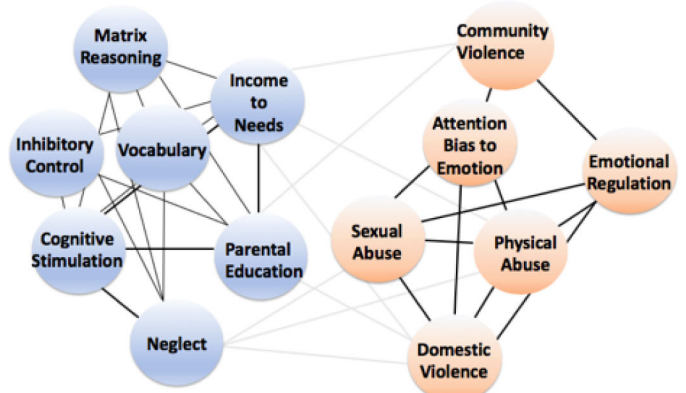 Matrix
Reasoning
Income
to
Needs
Inhibitory
Control
Vocabulary
Cognitive
Stimulation
Parental
Education
Neglect
Community
Violence
Attention
Bias to
Emotion
Emotional
Regulation
Sexual
Abuse
Physical
Abuse
Domestic
Violence